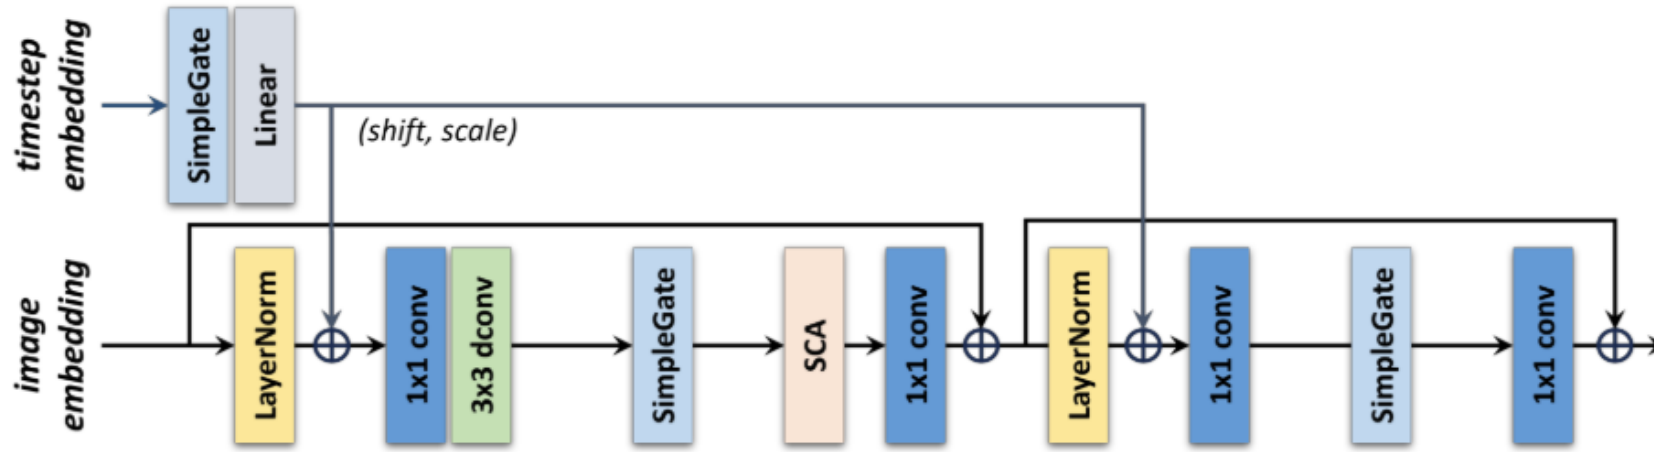 timestep
embedding
SimpleGate
Linear
(shift, scale)
image
embedding
LayerNorm
1x1 conv
3x3 dconv
SimpleGate
SCA
1x1 conv
LayerNorm
1x1 conv
SimpleGate
1x1 conv